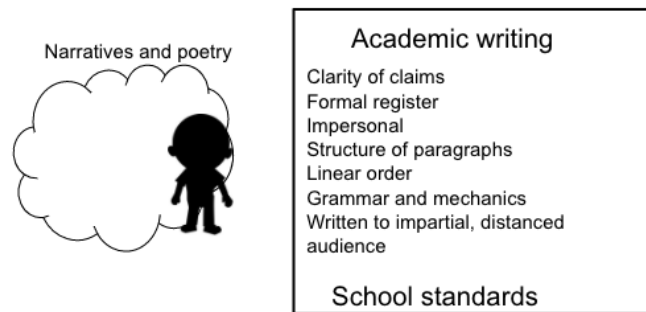 Narratives and poetry
Academic writing
Clarity of claims
Formal register
Impersonal
Structure of paragraphs
Linear order
Grammar and mechanics
Written to impartial, distanced
audience
School standards